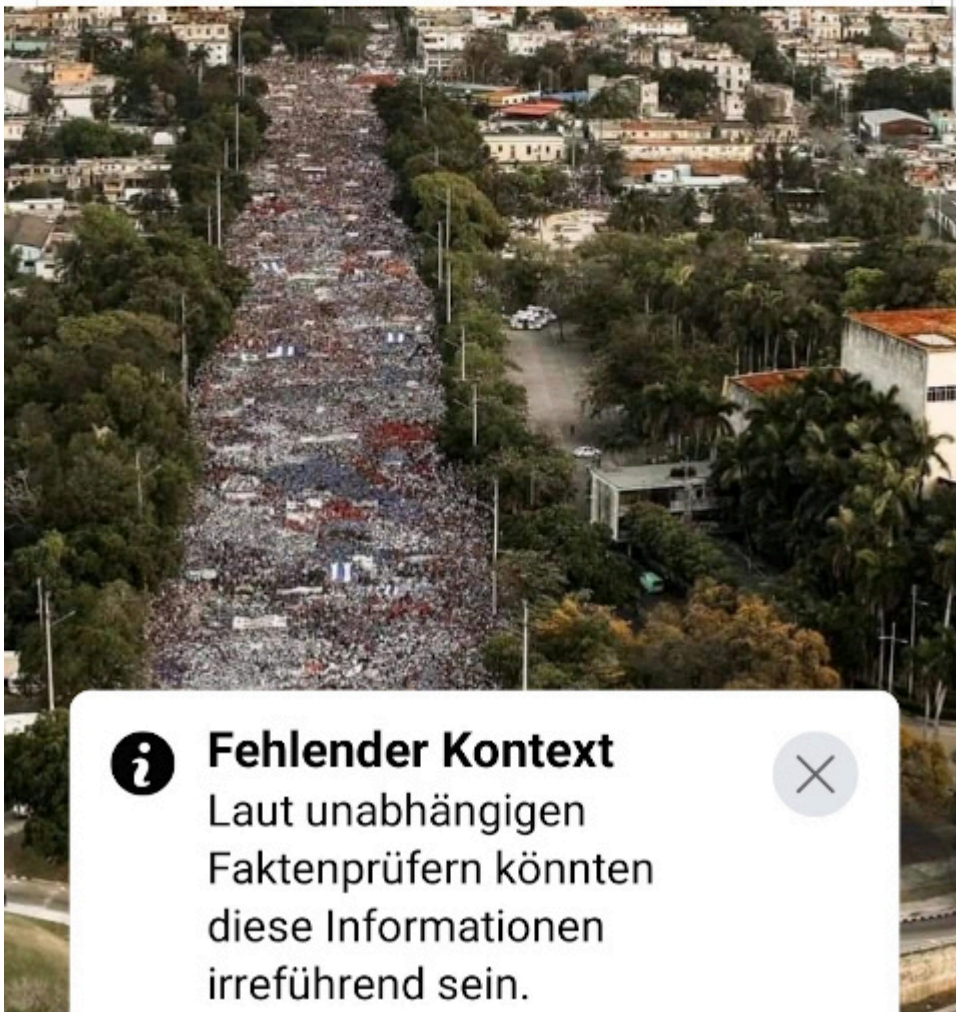 Fehlender Kontext
Laut unabhängigen
Faktenprüfern könnten
diese Informationen
irreführend sein.